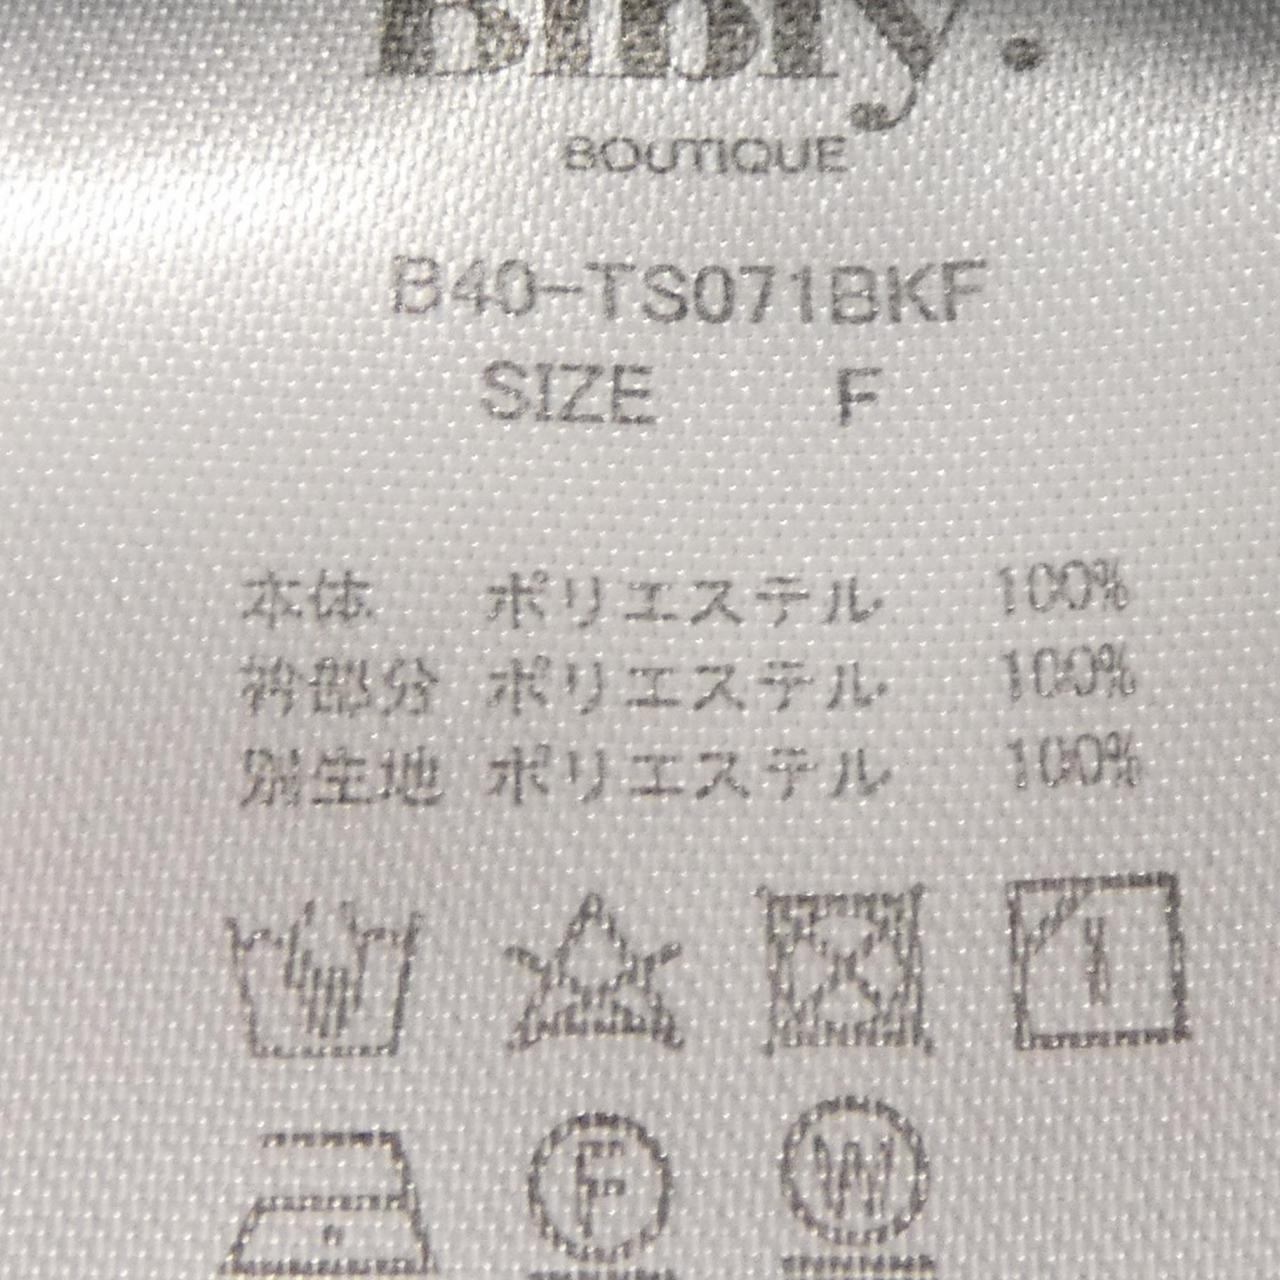 Bibly.
BOUTIQUE
B40-TS071BKF
SIZE F
本体 ポリエステル 100%
衿部分 ポリエステル 100%
別生地 ポリエステル 100%
F W